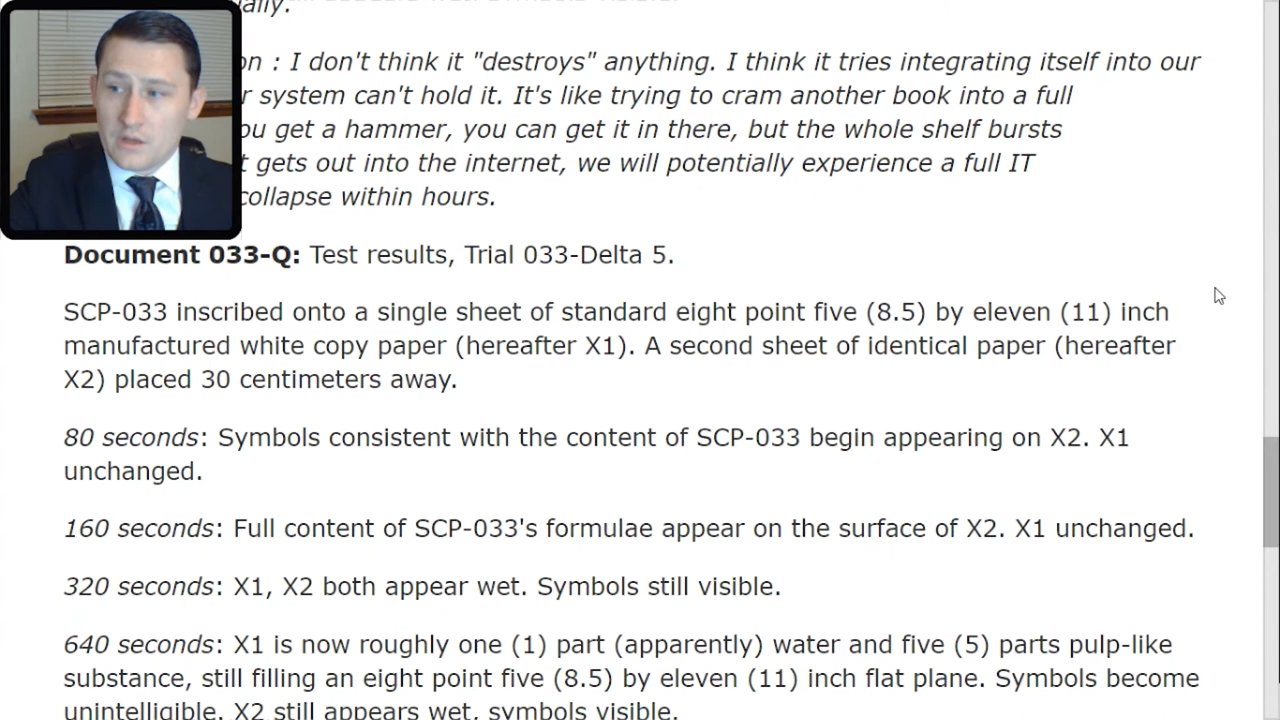 ally.
on : I don't think it "destroys" anything. I think it tries integrating itself into our
r system can't hold it. It's like trying to cram another book into a full
ou get a hammer, you can get it in there, but the whole shelf bursts
t gets out into the internet, we will potentially experience a full IT
collapse within hours.
Document 033-Q: Test results, Trial 033-Delta 5.
SCP-033 inscribed onto a single sheet of standard eight point five (8.5) by eleven (11) inch
manufactured white copy paper (hereafter X1). A second sheet of identical paper (hereafter
X2) placed 30 centimeters away.
80 seconds: Symbols consistent with the content of SCP-033 begin appearing on X2. X1
unchanged.
160 seconds: Full content of SCP-033's formulae appear on the surface of X2. X1 unchanged.
320 seconds: X1, X2 both appear wet. Symbols still visible.
640 seconds: X1 is now roughly one (1) part (apparently) water and five (5) parts pulp-like
substance, still filling an eight point five (8.5) by eleven (11) inch flat plane. Symbols become
unintelligible. X2 still appears wet, symbols visible.